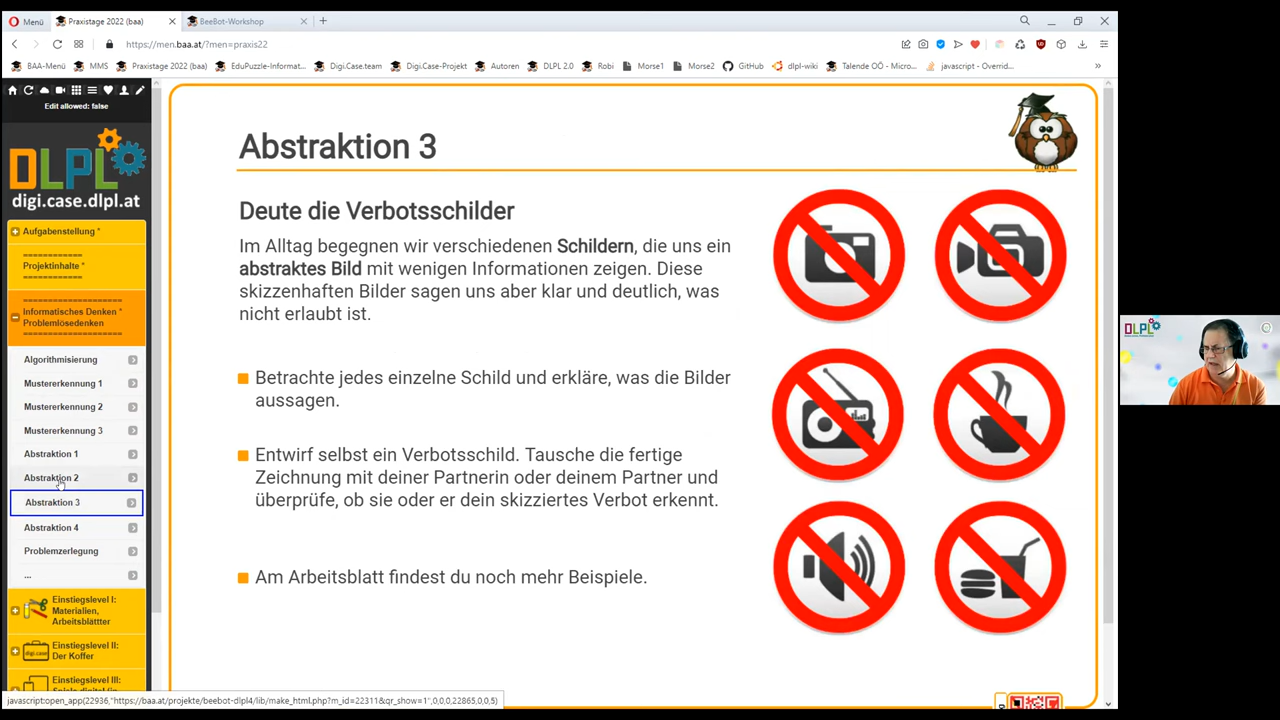 Menü
Praxistage 2022 (baa)
BeeBot-Workshop
https://men.baa.at/?men=praxis22
BAA-Menü
MMS
Praxistage 2022 (baa)
EduPuzzle-Informat...
Digi.Case.team
Digi.Case-Projekt
Autoren
DLPL 2.0
Robi
Morse1
Morse2
GitHub
dlpl-wiki
Talende OÖ - Micro...
javascript - Overrid...
Edit allowed: false
DLPL
digi.case.dlpl.at
Aufgabenstellung *
============
Projektinhalte *
============
====================
Informatisches Denken *
Problemlösedenken
====================
Algorithmisierung
Mustererkennung 1
Mustererkennung 2
Mustererkennung 3
Abstraktion 1
Abstraktion 2
Abstraktion 3
Abstraktion 4
Problemzerlegung
...
Einstiegslevel I:
Materialien,
Arbeitsblättter
Einstiegslevel II:
Der Koffer
Einstiegslevel III:
Abstraktion 3
Deute die Verbotsschilder
Im Alltag begegnen wir verschiedenen Schildern, die uns ein
abstraktes Bild mit wenigen Informationen zeigen. Diese
skizzenhaften Bilder sagen uns aber klar und deutlich, was
nicht erlaubt ist.
Betrachte jedes einzelne Schild und erkläre, was die Bilder
aussagen.
Entwirf selbst ein Verbotsschild. Tausche die fertige
Zeichnung mit deiner Partnerin oder deinem Partner und
überprüfe, ob sie oder er dein skizziertes Verbot erkennt.
Am Arbeitsblatt findest du noch mehr Beispiele.
javascript:open_app(22936,"https://baa.at/projekte/beebot-dlpl4/lib/make_html.php?m_id=22311&qr_show=1",0,0,0,22865,0,0,5)
DLPL